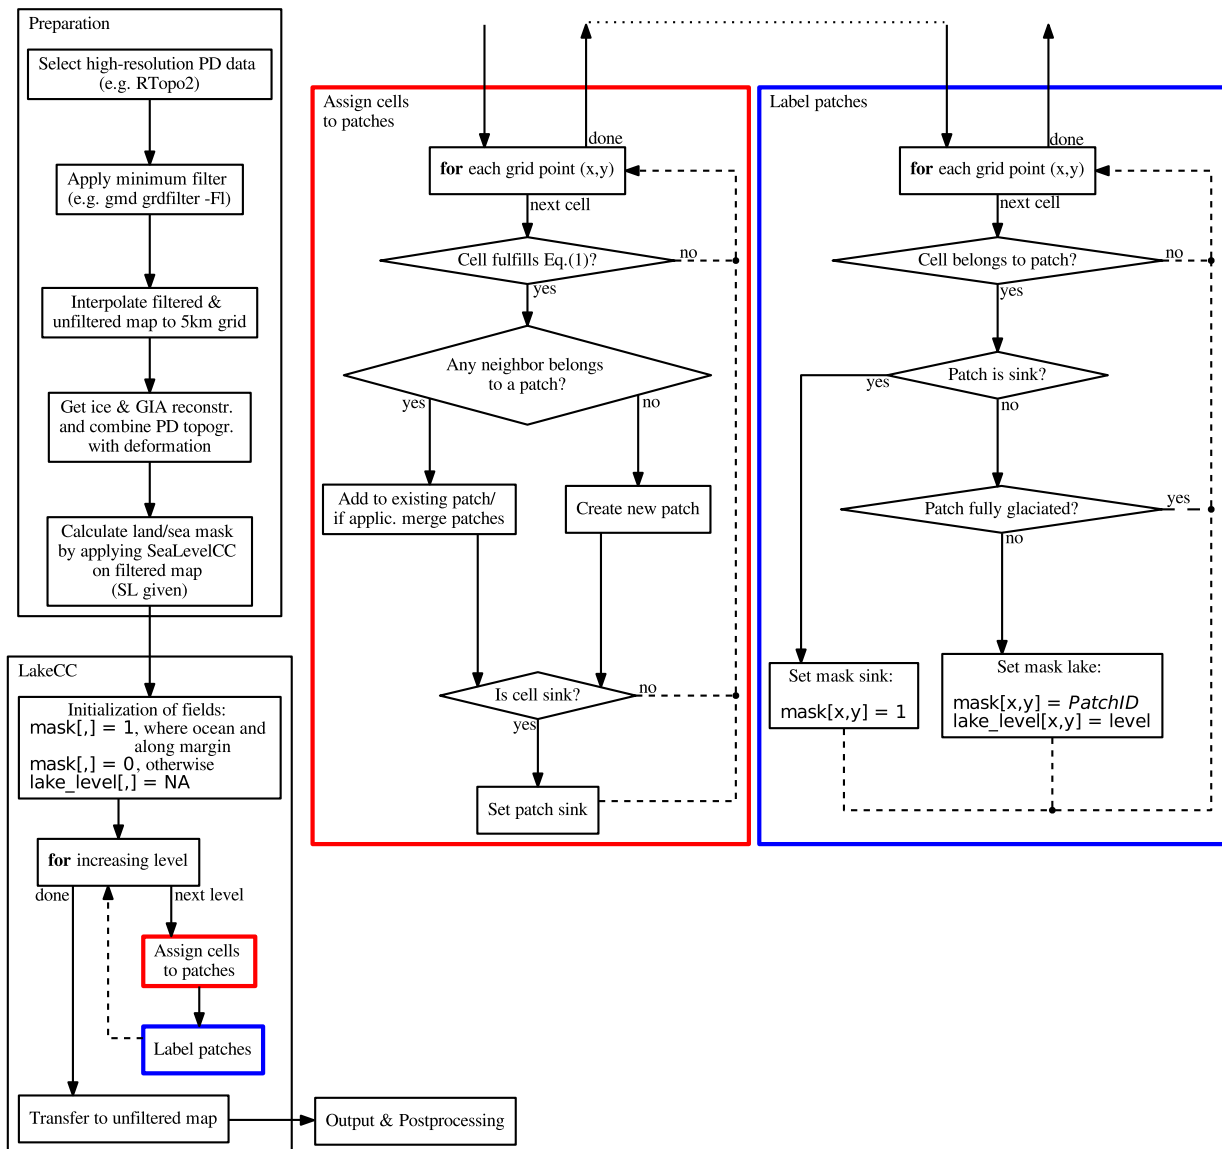 Preparation
Select high-resolution PD data
(e.g. RTopo2)
Apply minimum filter
(e.g. gmd grdfilter -Fl)
Interpolate filtered &
unfiltered map to 5km grid
Get ice & GIA reconstr.
and combine PD topogr.
with deformation
Calculate land/sea mask
by applying SeaLevelCC
on filtered map
(SL given)
LakeCC
Initialization of fields:
mask[,] = 1, where ocean and
along margin
mask[,] = 0, otherwise
lake_level[,] = NA
for increasing level
done
next level
Assign cells
to patches
Label patches
Transfer to unfiltered map
Output & Postprocessing
Assign cells
to patches
done
for each grid point (x,y)
next cell
Cell fulfills Eq.(1)?
no
yes
Any neighbor belongs
to a patch?
yes
no
Add to existing patch/
if applic. merge patches
Create new patch
Is cell sink?
no
yes
Set patch sink
Label patches
done
for each grid point (x,y)
next cell
Cell belongs to patch?
no
yes
Patch is sink?
yes
no
Patch fully glaciated?
yes
no
Set mask sink:
mask[x,y] = 1
Set mask lake:
mask[x,y] = PatchID
lake_level[x,y] = level